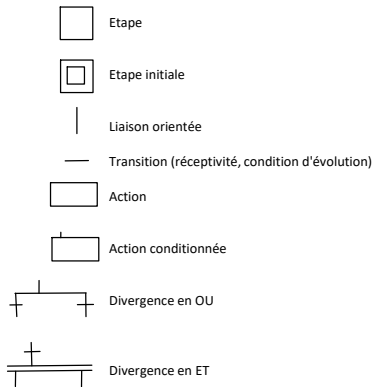 Etape
Etape initiale
Liaison orientée
Transition (réceptivité, condition d'évolution)
Action
Action conditionnée
Divergence en OU
Divergence en ET